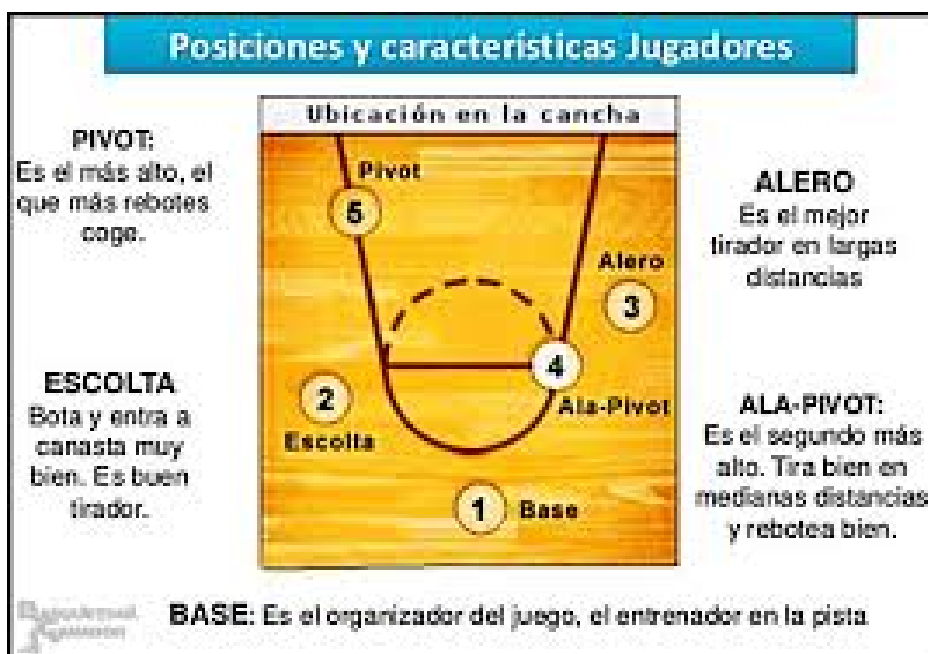 Posiciones y características Jugadores
Ubicación en la cancha
PIVOT:
Es el más alto, el
que más rebotes
coge.
ESCOLTA
Bota y entra a
canasta muy
bien. Es buen
tirador.
Pivot
5
Alero
3
4
Ala-Pivot
2
Escolta
1
Base
ALERO
Es el mejor
tirador en largas
distancias
ALA-PIVOT:
Es el segundo más
alto. Tira bien en
medianas distancias
y rebotea bien.
BASE: Es el organizador del juego, el entrenador en la pista